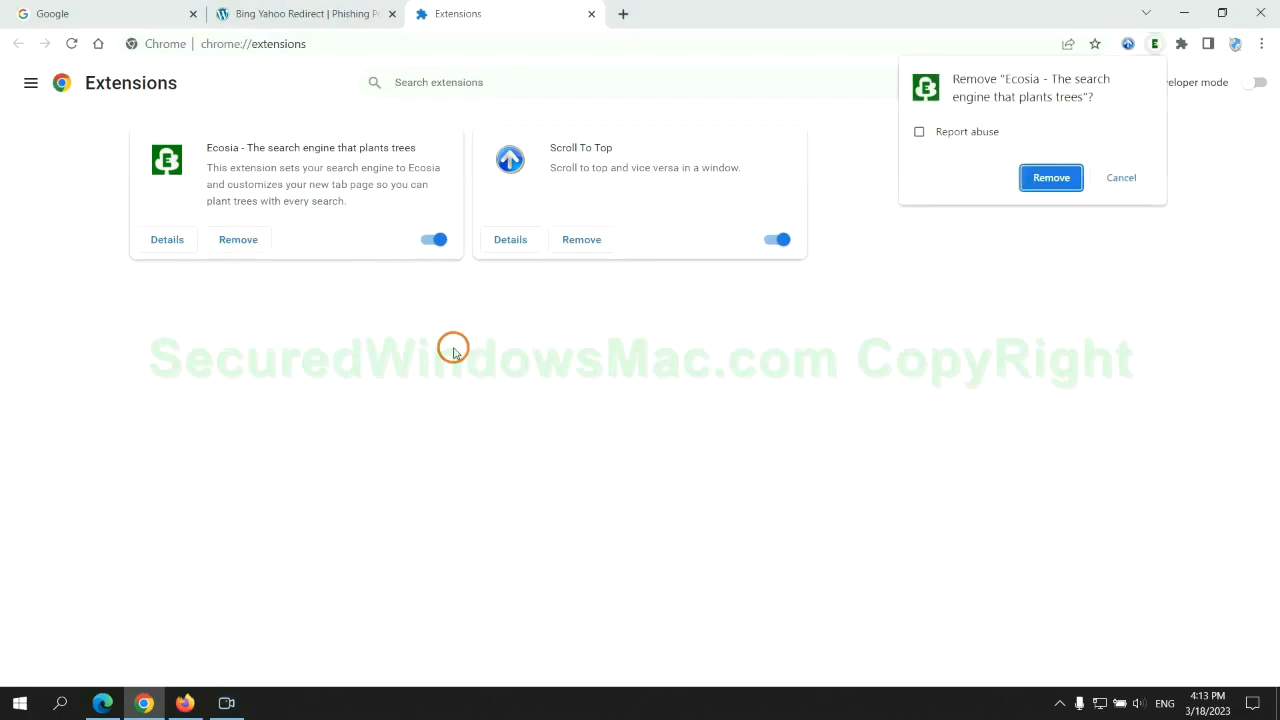 Google
Bing Yahoo Redirect | Phishing P
Extensions
Chrome | chrome://extensions
Extensions
Search extensions
eloper mode
Remove "Ecosia - The search
engine that plants trees"?
Report abuse
Remove
Cancel
Ecosia - The search engine that plants trees
This extension sets your search engine to Ecosia
and customizes your new tab page so you can
plant trees with every search.
Details
Remove
Scroll To Top
Scroll to top and vice versa in a window.
Details
Remove
SecuredWindowsMac.com CopyRight
ENG
4:13 PM
3/18/2023